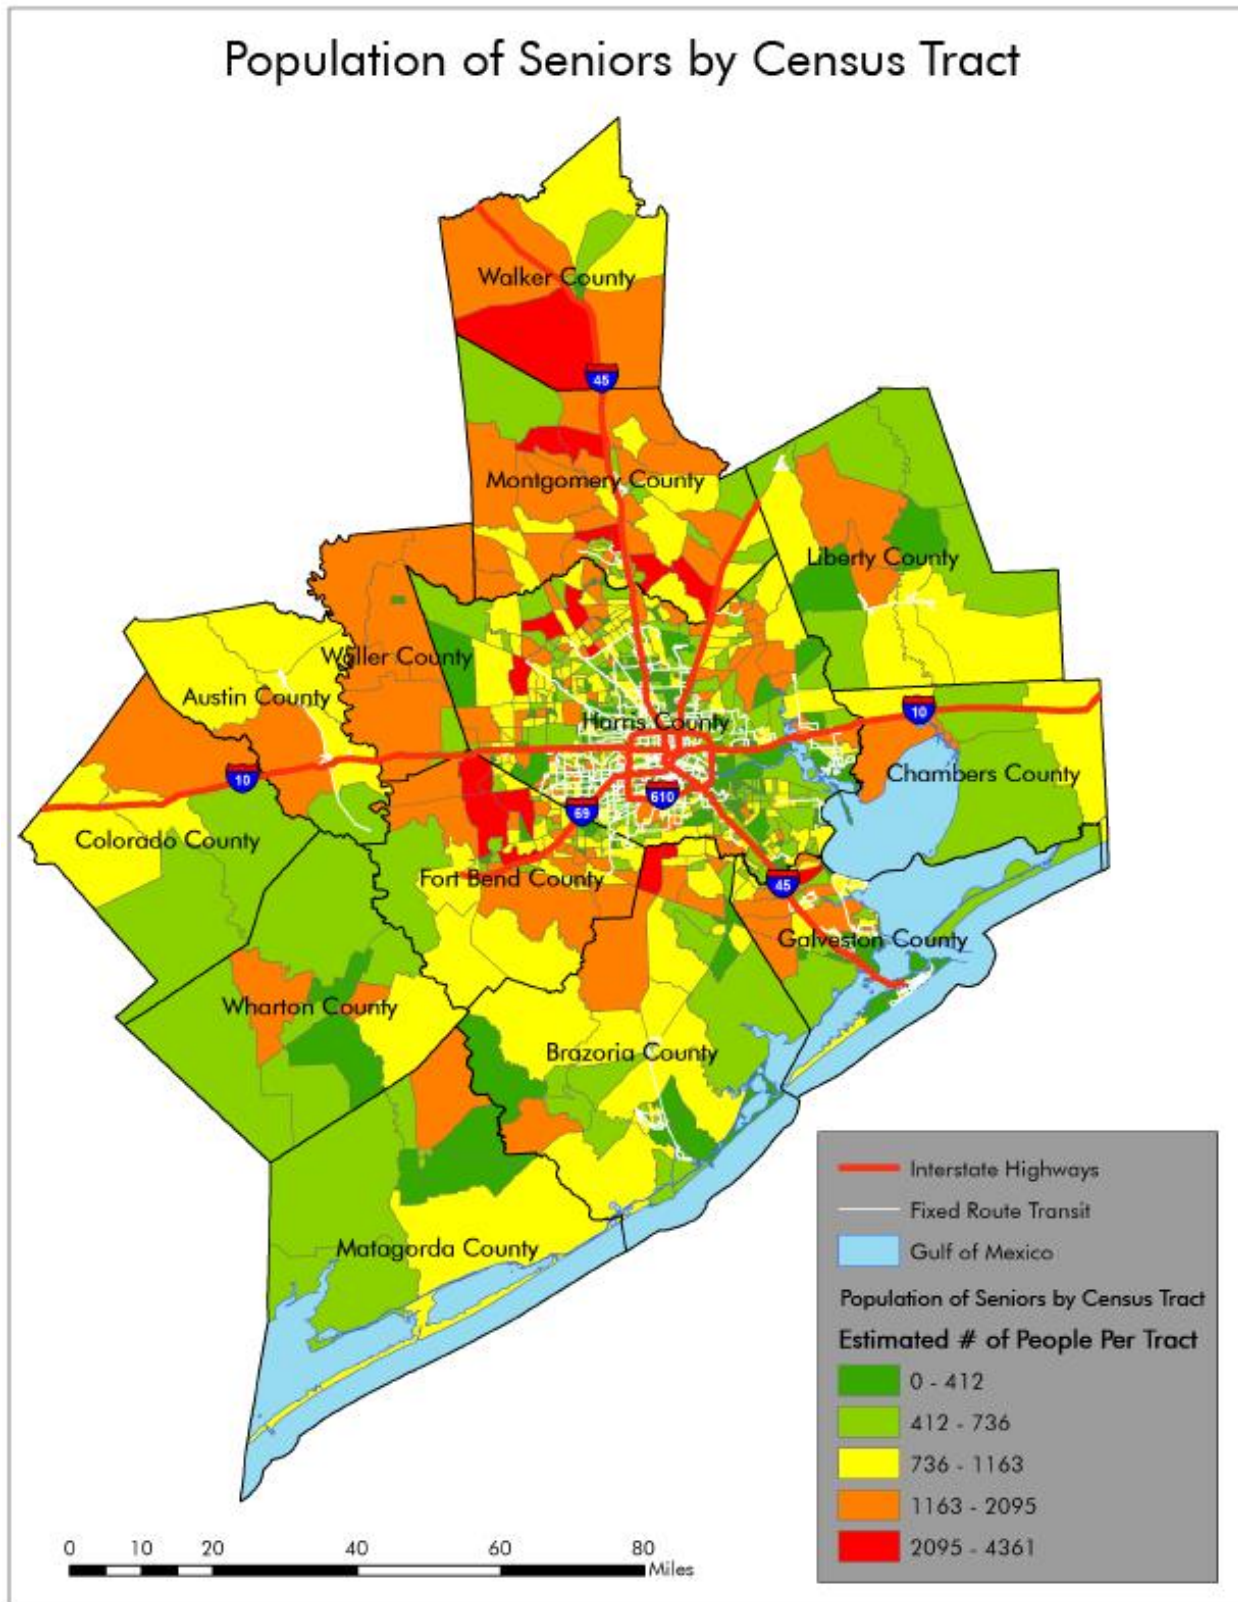 Population of Seniors by Census Tract
Walker County
45
Montgomery County
Liberty County
Waller County
Austin County
Harris County
10
10
Chambers County
610
69
Colorado County
Fort Bend County
45
Galveston County
Wharton County
Brazoria County
Matagorda County
Interstate Highways
Fixed Route Transit
Gulf of Mexico
Population of Seniors by Census Tract
Estimated # of People Per Tract
0 - 412
412 - 736
736 - 1163
1163 - 2095
2095 - 4361
0 10 20 40 60 80
Miles